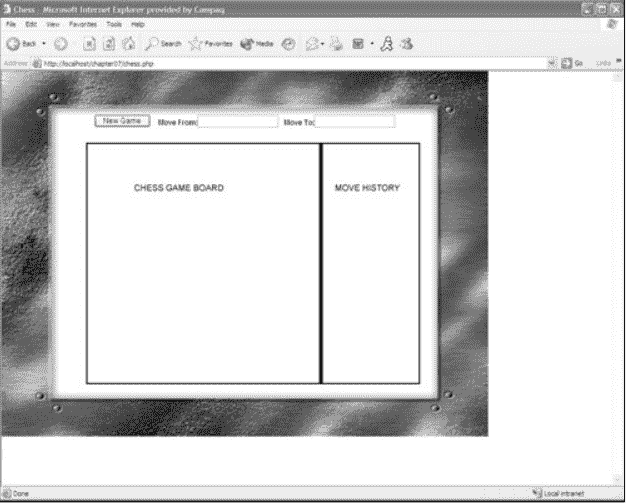 Chess - Microsoft Internet Explorer provided by Compaq
File Edit View Favorites Tools Help
Back Search Favorites Media
Address http://localhost/chapter07/chess.php Go Links
New Game Move From: Move To:
CHESS GAME BOARD MOVE HISTORY
Done Local intranet